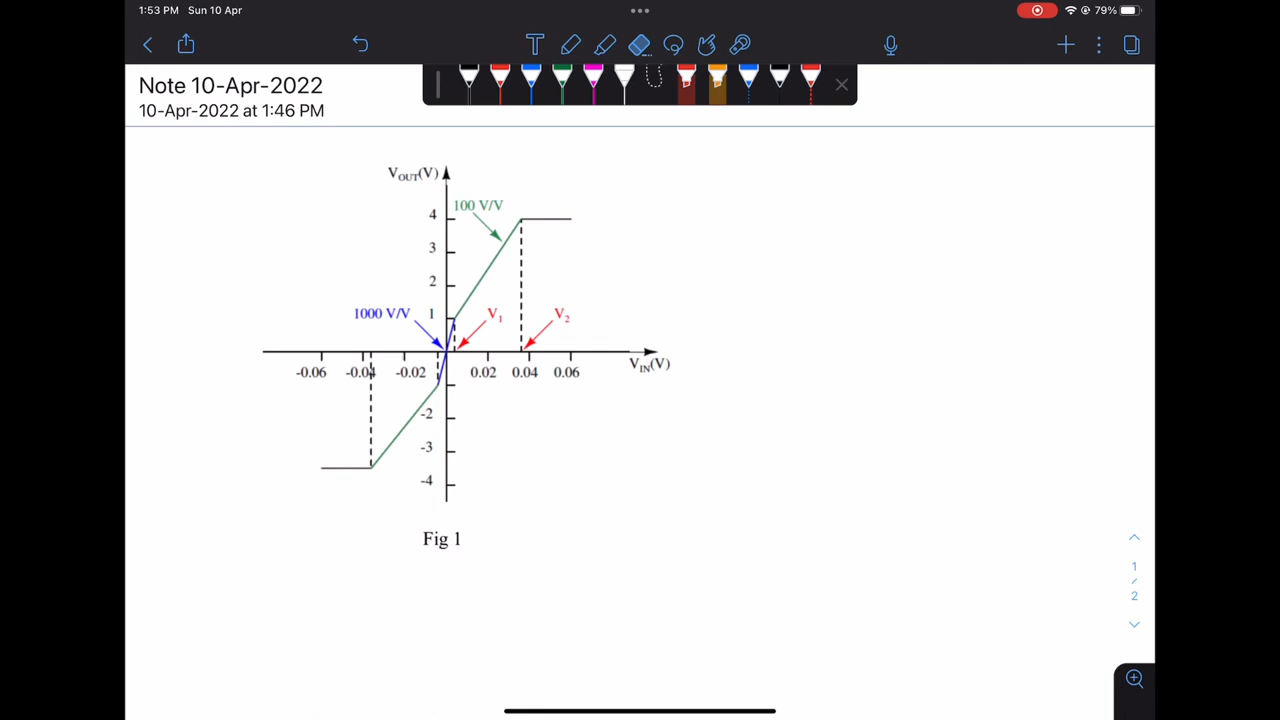 1:53 PM Sun 10 Apr
79%
Note 10-Apr-2022
10-Apr-2022 at 1:46 PM
VOUT(V)
100 V/V
4
3
2
1000 V/V
1
V1
V2
-0.06
-0.04
-0.02
0.02
0.04
0.06
VIN(V)
-2
-3
-4
Fig 1
1
/
2